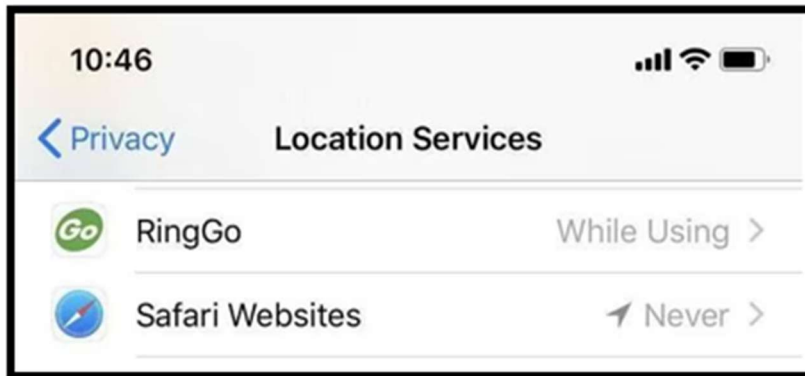 10:46
Privacy Location Services
Go RingGo While Using
Safari Websites Never